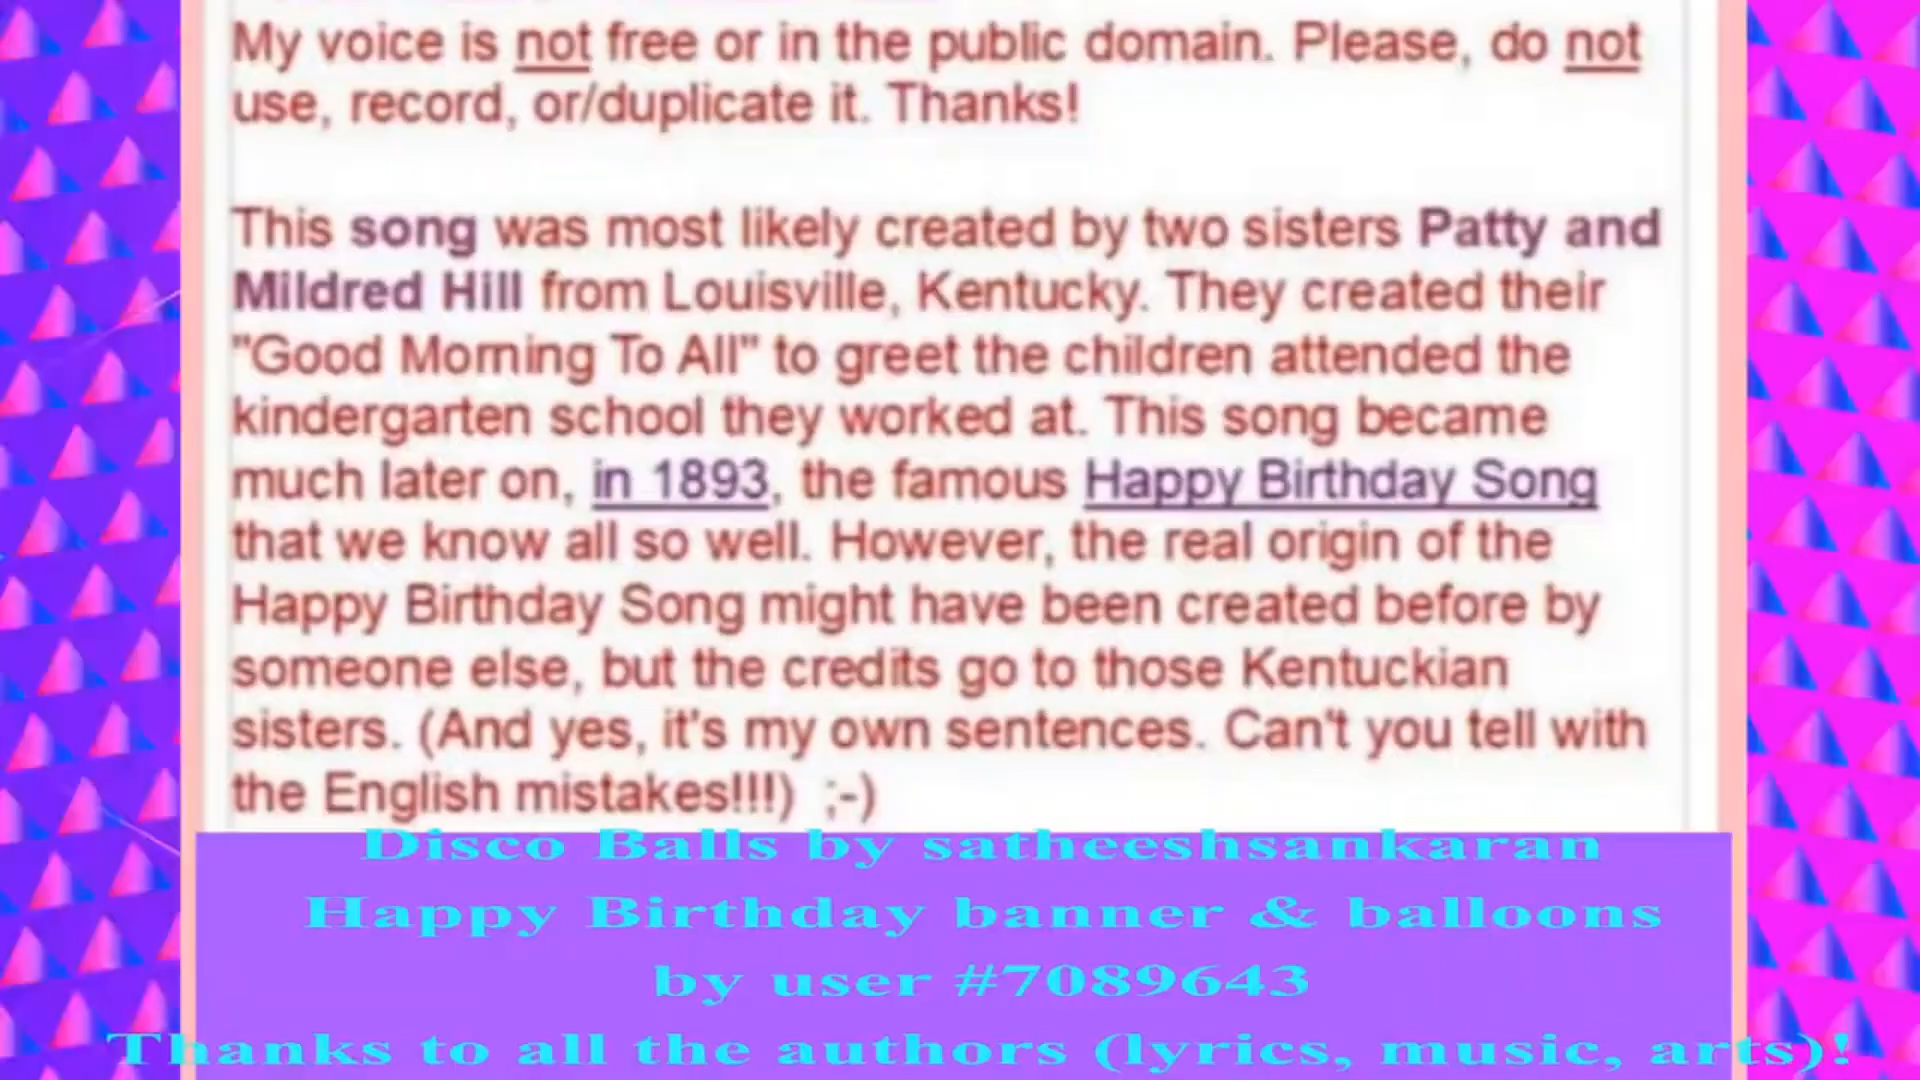 My voice is not free or in the public domain. Please, do not
use, record, or/duplicate it. Thanks!
This song was most likely created by two sisters Patty and
Mildred Hill from Louisville, Kentucky. They created their
"Good Morning To All" to greet the children attended the
kindergarten school they worked at. This song became
much later on, in 1893, the famous Happy Birthday Song
that we know all so well. However, the real origin of the
Happy Birthday Song might have been created before by
someone else, but the credits go to those Kentuckian
sisters. (And yes, it's my own sentences. Can't you tell with
the English mistakes!!!) ;-)
Disco Balls by satheeshsankaran
Happy Birthday banner & balloons
by user #7089643
Thanks to all the authors (lyrics, music, arts)!